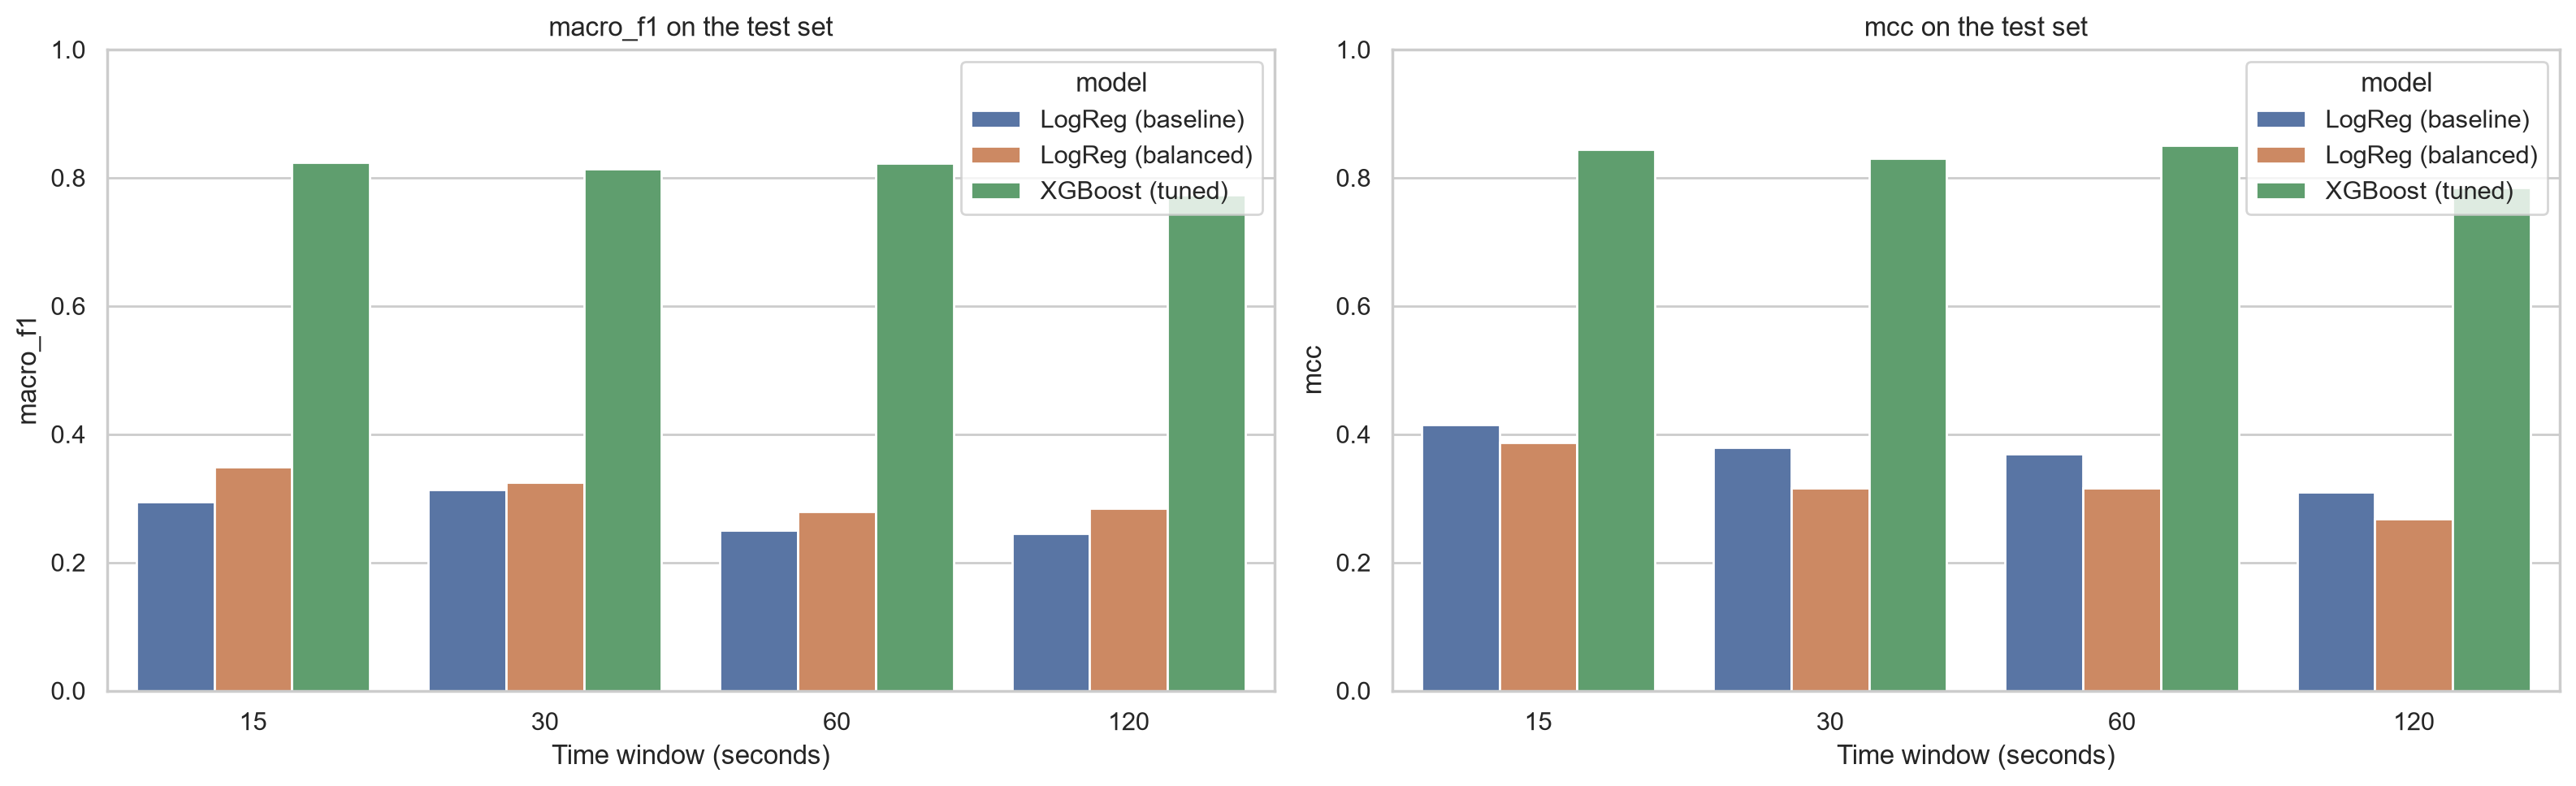 macro_f1 on the test set
1.0
0.8
0.6
0.4
0.2
0.0
macro_f1
model
LogReg (baseline)
LogReg (balanced)
XGBoost (tuned)
15 30 60 120
Time window (seconds)
mcc on the test set
1.0
0.8
0.6
0.4
0.2
0.0
mcc
model
LogReg (baseline)
LogReg (balanced)
XGBoost (tuned)
15 30 60 120
Time window (seconds)